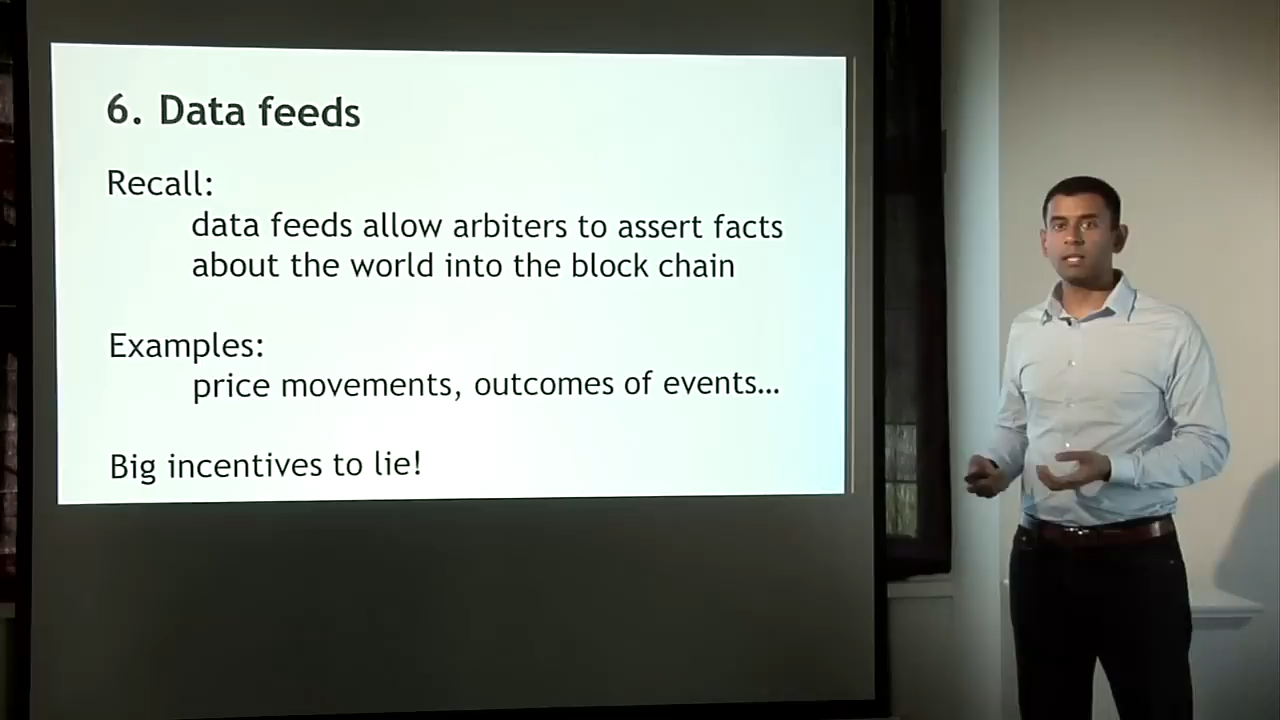 6. Data feeds
Recall:
data feeds allow arbiters to assert facts
about the world into the block chain
Examples:
price movements, outcomes of events…
Big incentives to lie!